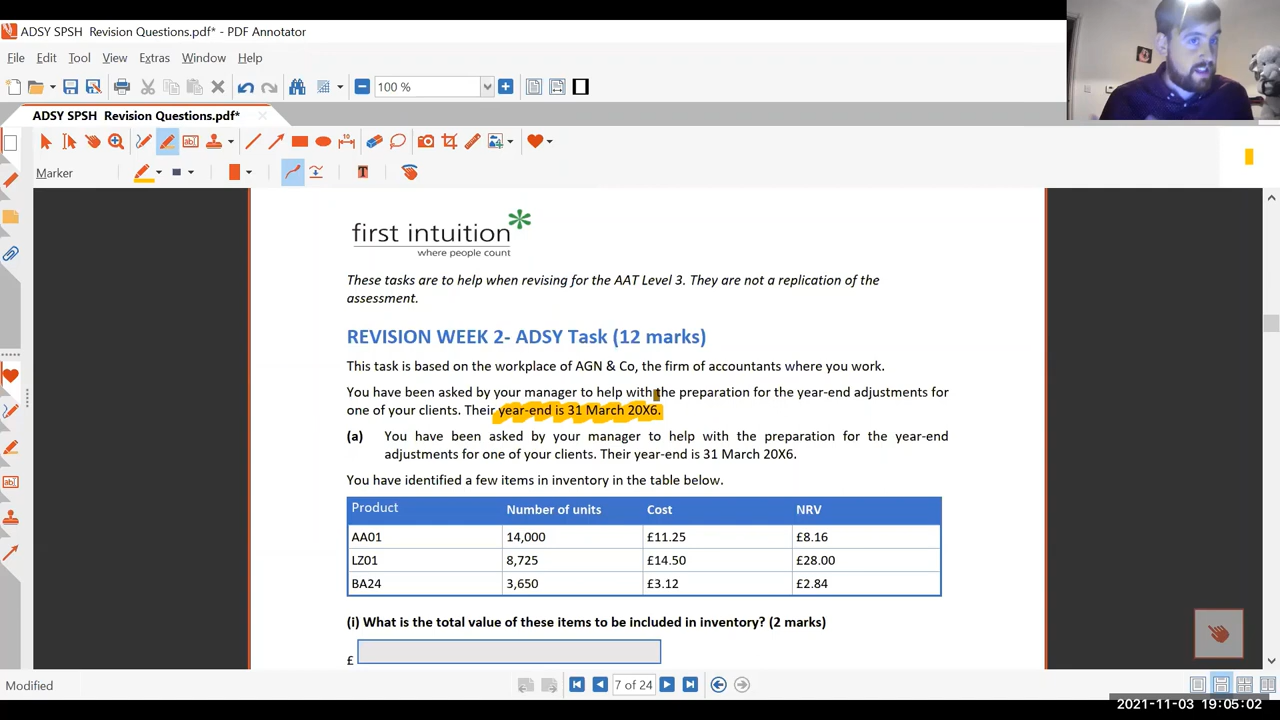 ADSY SPSH  Revision Questions.pdf* - PDF Annotator
File Edit Tool View Extras Window Help
100 %
ADSY SPSH  Revision Questions.pdf*
Marker
first intuition
where people count
These tasks are to help when revising for the AAT Level 3. They are not a replication of the
assessment.
REVISION WEEK 2- ADSY Task (12 marks)
This task is based on the workplace of AGN & Co, the firm of accountants where you work.
You have been asked by your manager to help with the preparation for the year-end adjustments for
one of your clients. Their year-end is 31 March 20X6.
(a) You have been asked by your manager to help with the preparation for the year-end
adjustments for one of your clients. Their year-end is 31 March 20X6.
You have identified a few items in inventory in the table below.
Product Number of units Cost NRV
AA01 14,000 £11.25 £8.16
LZ01 8,725 £14.50 £28.00
BA24 3,650 £3.12 £2.84
(i) What is the total value of these items to be included in inventory? (2 marks)
£
Modified
7 of 24
2021-11-03 19:05:02